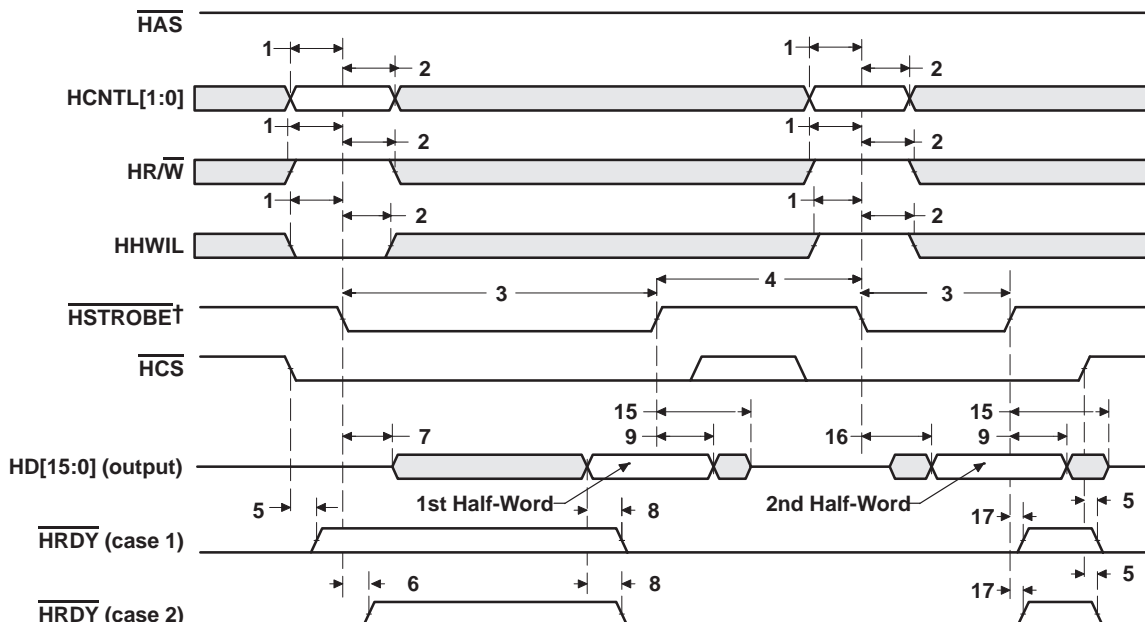 HAS
1 1
2 2
HCNTL[1:0]
1 1
2 2
HR/W
1 1
2 2
HHWIL
4
3 3
HSTROBE†
HCS
15 15
7 9 16 9
HD[15:0] (output)
1st Half-Word 2nd Half-Word
5 8 17 5
HRDY (case 1)
6 8 17 5
HRDY (case 2)